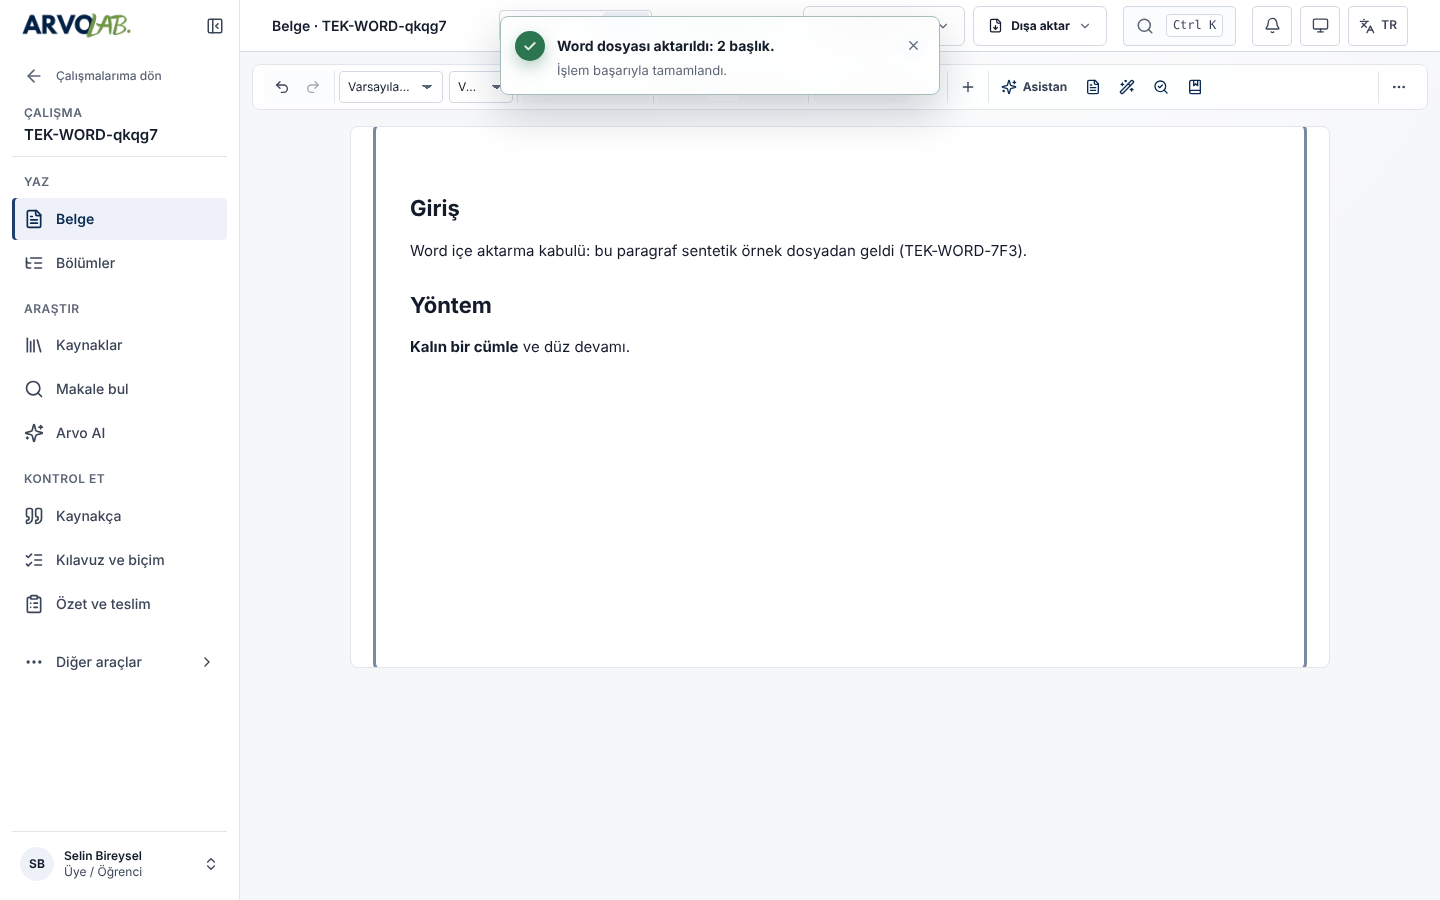 ARVOLAB.
Çalışmalarıma dön
ÇALIŞMA
TEK-WORD-qkqg7
YAZ
Belge
Bölümler
ARAŞTIR
Kaynaklar
Makale bul
Arvo AI
KONTROL ET
Kaynakça
Kılavuz ve biçim
Özet ve teslim
Diğer araçlar
SB
Selin Bireysel
Üye / Öğrenci
Belge · TEK-WORD-qkqg7
Word dosyası aktarıldı: 2 başlık.
İşlem başarıyla tamamlandı.
Dışa aktar
Ctrl K
TR
Varsayıla...
V...
Asistan
Giriş
Word içe aktarma kabulü: bu paragraf sentetik örnek dosyadan geldi (TEK-WORD-7F3).
Yöntem
Kalın bir cümle ve düz devamı.